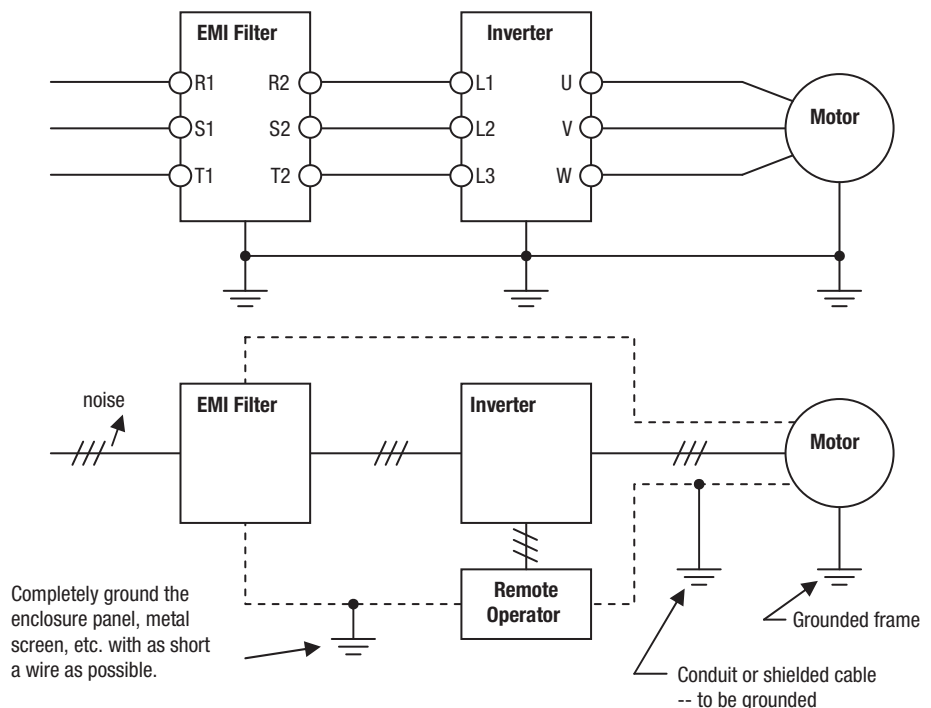 EMI Filter
Inverter
R1 R2 L1 U
S1 S2 L2 V Motor
T1 T2 L3 W
noise
EMI Filter
Inverter
Motor
Completely ground the
enclosure panel, metal
screen, etc. with as short
a wire as possible.
Remote
Operator
Grounded frame
Conduit or shielded cable
-- to be grounded